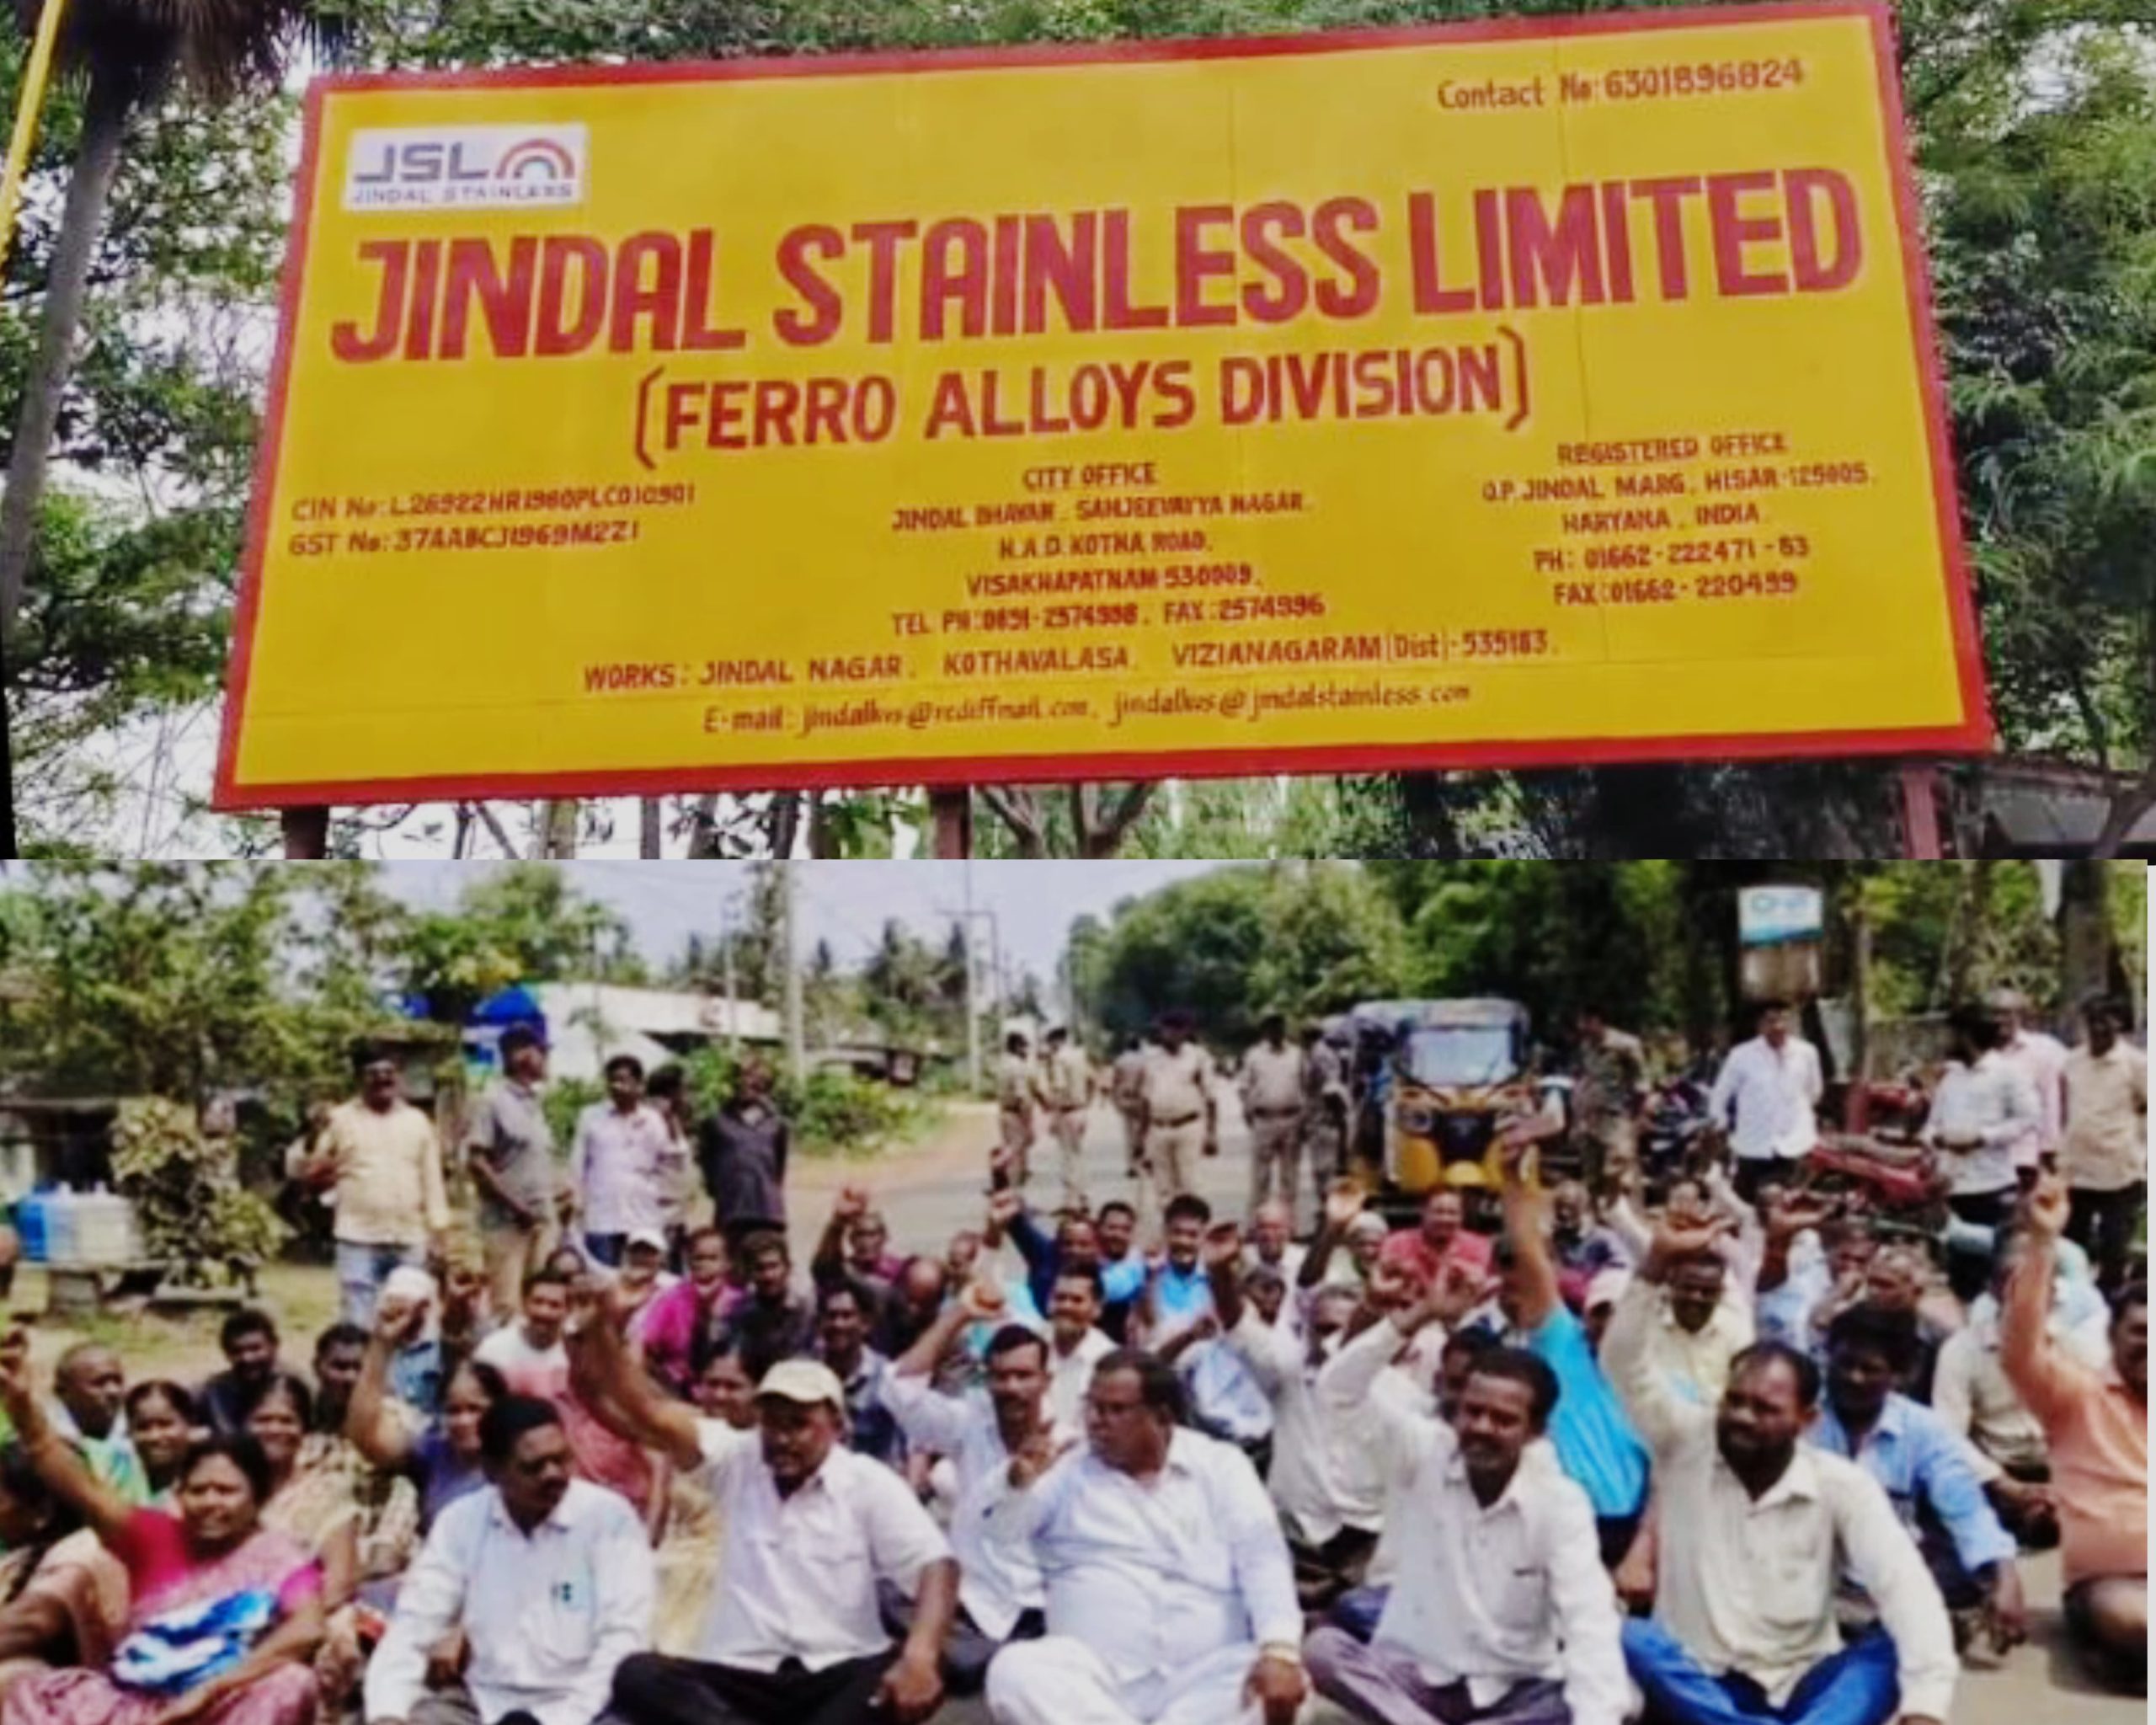 Contact No:6301896824
JSL
JINDAL STAINLESS
JINDAL STAINLESS LIMITED
(FERRO ALLOYS DIVISION)
CIN No: L26922HR1980PLC010901
GST No: 37AABCJ1969M2Z1
CITY OFFICE
JINDAL BHAVAN, SANJEEVAYYA NAGAR,
N.A.D. KOTNA ROAD,
VISAKHAPATNAM-530009.
TEL PH:0891-2574998, FAX:2574996
REGISTERED OFFICE
O.P.JINDAL MARG, HISAR-125005.
HARYANA, INDIA.
PH: 01662-222471-83
FAX:01662-220499
WORKS: JINDAL NAGAR, KOTHAVALASA, VIZIANAGARAM(Dist)-535183.
E-mail: jindalkvs@rediffmail.com, jindalkvs@jindalstainless.com